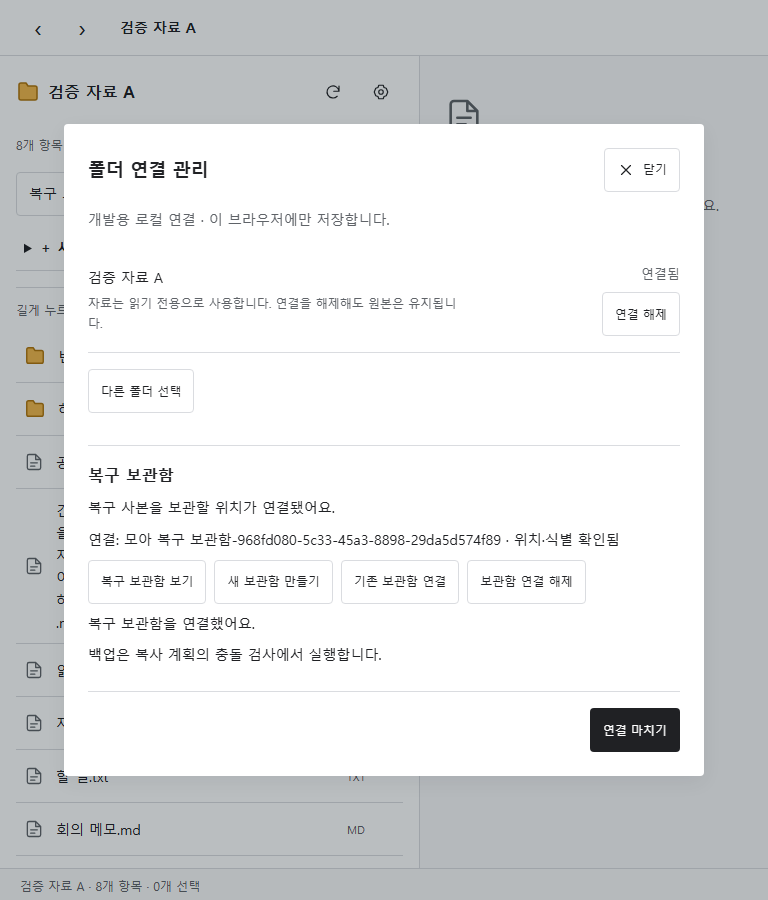 검증 자료 A
검증 자료 A
8개 항목
복구
+
길게 누르
폴더 연결 관리
닫기
개발용 로컬 연결 · 이 브라우저에만 저장합니다.
요.
검증 자료 A
연결됨
자료는 읽기 전용으로 사용합니다. 연결을 해제해도 원본은 유지됩니
다.
연결 해제
다른 폴더 선택
복구 보관함
복구 사본을 보관할 위치가 연결됐어요.
연결: 모아 복구 보관함-968fd080-5c33-45a3-8898-29da5d574f89 · 위치·식별 확인됨
복구 보관함 보기
새 보관함 만들기
기존 보관함 연결
보관함 연결 해제
복구 보관함을 연결했어요.
백업은 복사 계획의 충돌 검사에서 실행합니다.
연결 마치기
회의 메모.md
MD
검증 자료 A · 8개 항목 · 0개 선택